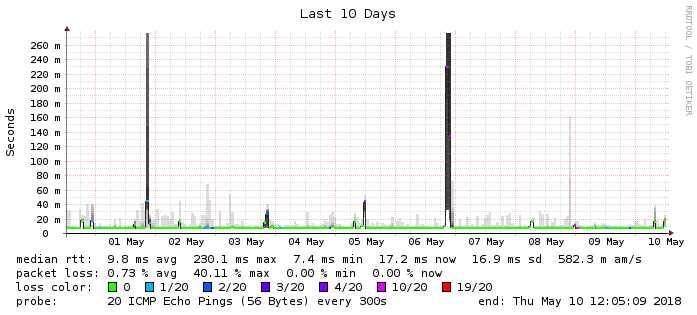 Last 10 Days
RRDTOOL / TOBI OETIKER
Seconds
260 m
240 m
220 m
200 m
180 m
160 m
140 m
120 m
100 m
80 m
60 m
40 m
20 m
0
01 May 02 May 03 May 04 May 05 May 06 May 07 May 08 May 09 May 10 May
median rtt: 9.8 ms avg 230.1 ms max 7.4 ms min 17.2 ms now 16.9 ms sd 582.3 m am/s
packet loss: 0.73 % avg 40.11 % max 0.00 % min 0.00 % now
loss color: 0 1/20 2/20 3/20 4/20 10/20 19/20
probe: 20 ICMP Echo Pings (56 Bytes) every 300s end: Thu May 10 12:05:09 2018